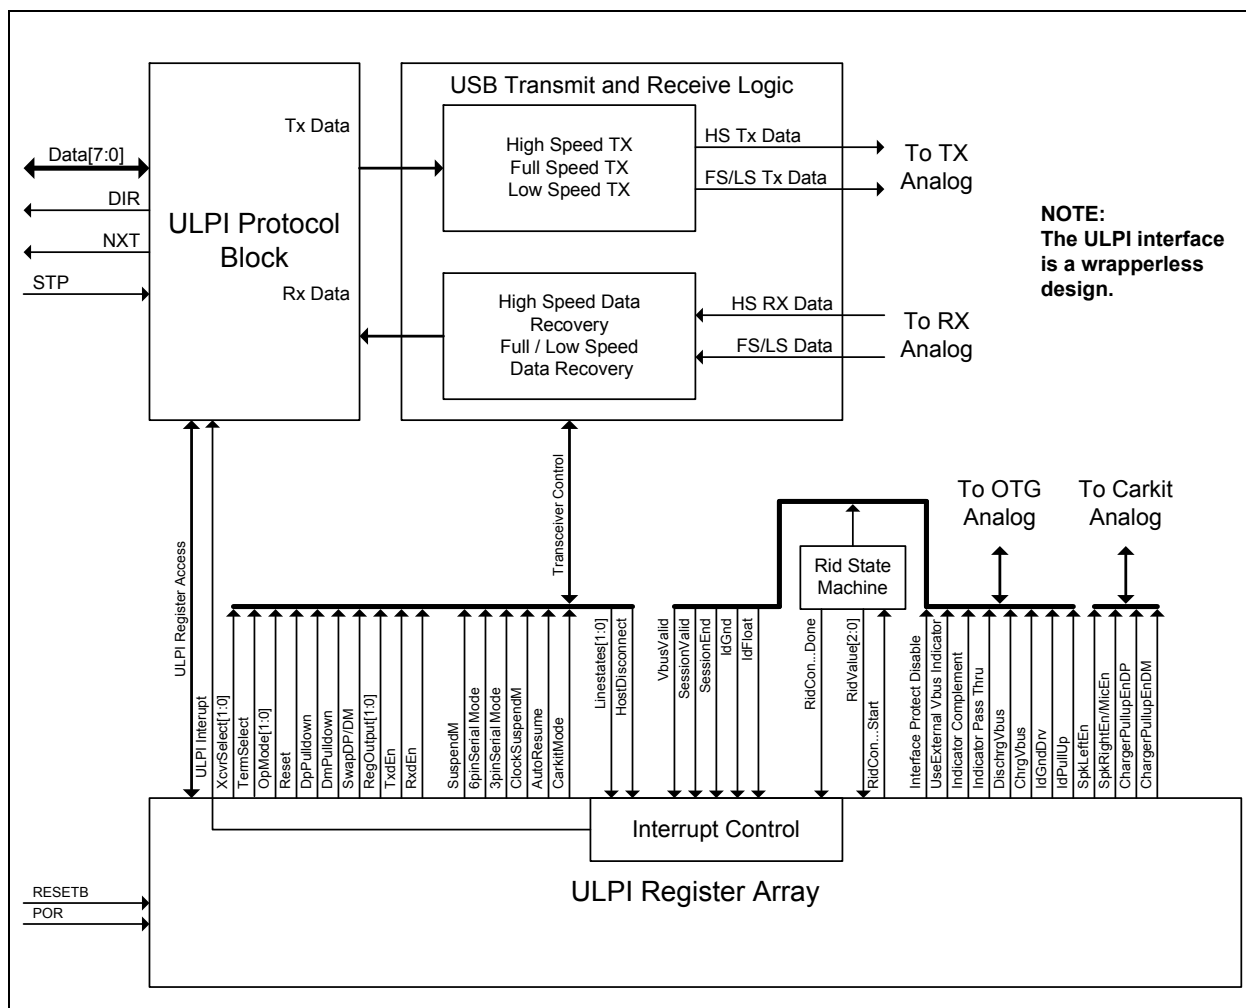 USB Transmit and Receive Logic
Tx Data
Data[7:0]
DIR
NXT
STP
ULPI Protocol
Block
Rx Data
High Speed TX
Full Speed TX
Low Speed TX
HS Tx Data
FS/LS Tx Data
To TX
Analog
NOTE:
The ULPI interface
is a wrapperless
design.
High Speed Data
Recovery
Full / Low Speed
Data Recovery
HS RX Data
FS/LS Data
To RX
Analog
ULPI Register Access
ULPI Interupt
Transceiver Control
To OTG
Analog
To Carkit
Analog
Rid State
Machine
XcvrSelect[1:0]
TermSelect
OpMode[1:0]
Reset
DpPulldown
DmPulldown
SwapDP/DM
RegOutput[1:0]
TxdEn
RxdEn
SuspendM
6pinSerial Mode
3pinSerial Mode
ClockSuspendM
AutoResume
CarkitMode
Linestates[1:0]
HostDisconnect
VbusValid
SessionValid
SessionEnd
IdGnd
IdFloat
RidCon...Done
RidValue[2:0]
RidCon...Start
Interface Protect Disable
UseExternal Vbus Indicator
Indicator Complement
Indicator Pass Thru
DischrgVbus
ChrgVbus
IdGndDrv
IdPullUp
SpkLeftEn
SpkRightEn/MicEn
ChargerPullupEnDP
ChargerPullupEnDM
Interrupt Control
ULPI Register Array
RESETB
POR